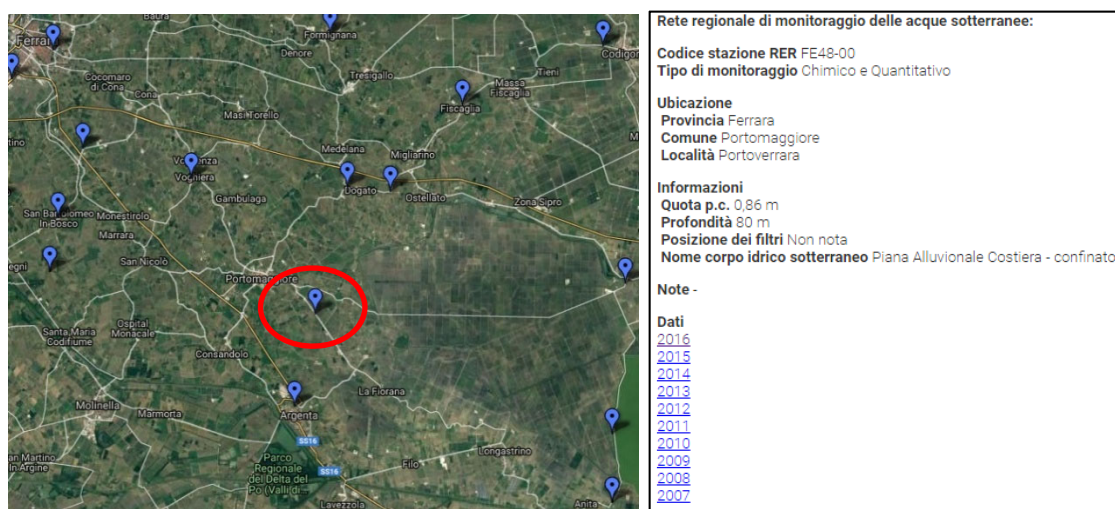 Formignana
Ferrar
Denore
Codigoro
Cocomaro
di Cona
Cona
Tresigallo
Tieni
Massa
Fiscaglia
Fiscaglia
Masi Torello
Medelana
Migliarino
Voghiera
Dogato
Ostellato
Gambulaga
Zona Sipro
San Bartolomeo
In Bosco
Monestirolo
Marrara
San Nicolò
Portomaggiore
Santa Maria
Codifiume
Ospital
Monacale
Consandolo
La Fiorana
Molinella
Marmorta
Argenta
SS16
Longastrino
Parco
Regionale
del Delta del
Po (Valli di...
SS16
Filo
an Martino
In Argine
Lavezzola
Anita
Rete regionale di monitoraggio delle acque sotterranee:
Codice stazione RER FE48-00
Tipo di monitoraggio Chimico e Quantitativo
Ubicazione
Provincia Ferrara
Comune Portomaggiore
Località Portoverrara
Informazioni
Quota p.c. 0,86 m
Profondità 80 m
Posizione dei filtri Non nota
Nome corpo idrico sotterraneo Piana Alluvionale Costiera - confinato
Note -
Dati
2016
2015
2014
2013
2012
2011
2010
2009
2008
2007